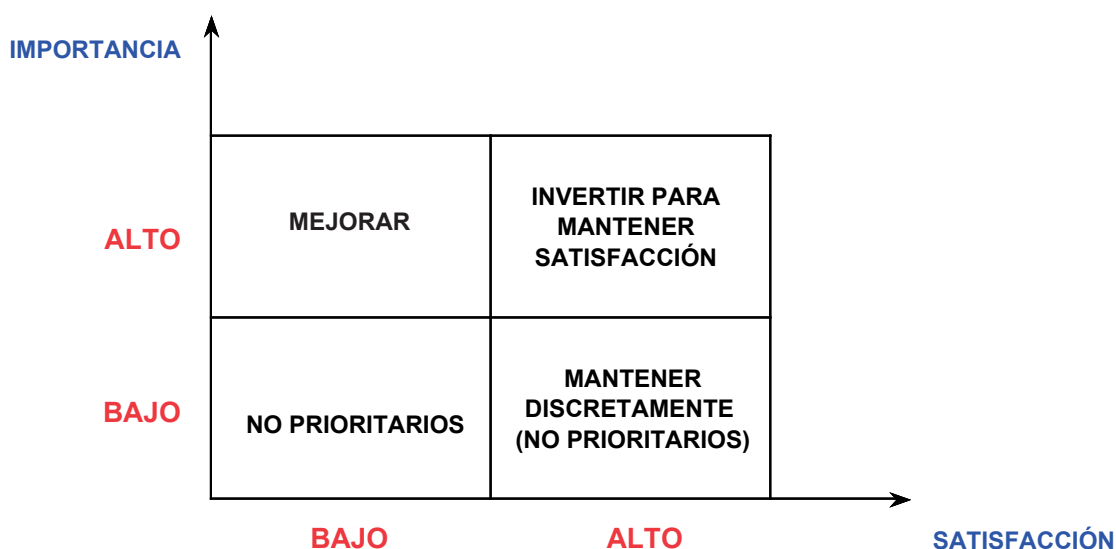 IMPORTANCIA
ALTO
MEJORAR
INVERTIR PARA
MANTENER
SATISFACCIÓN
BAJO
NO PRIORITARIOS
MANTENER
DISCRETAMENTE
(NO PRIORITARIOS)
BAJO
ALTO
SATISFACCIÓN